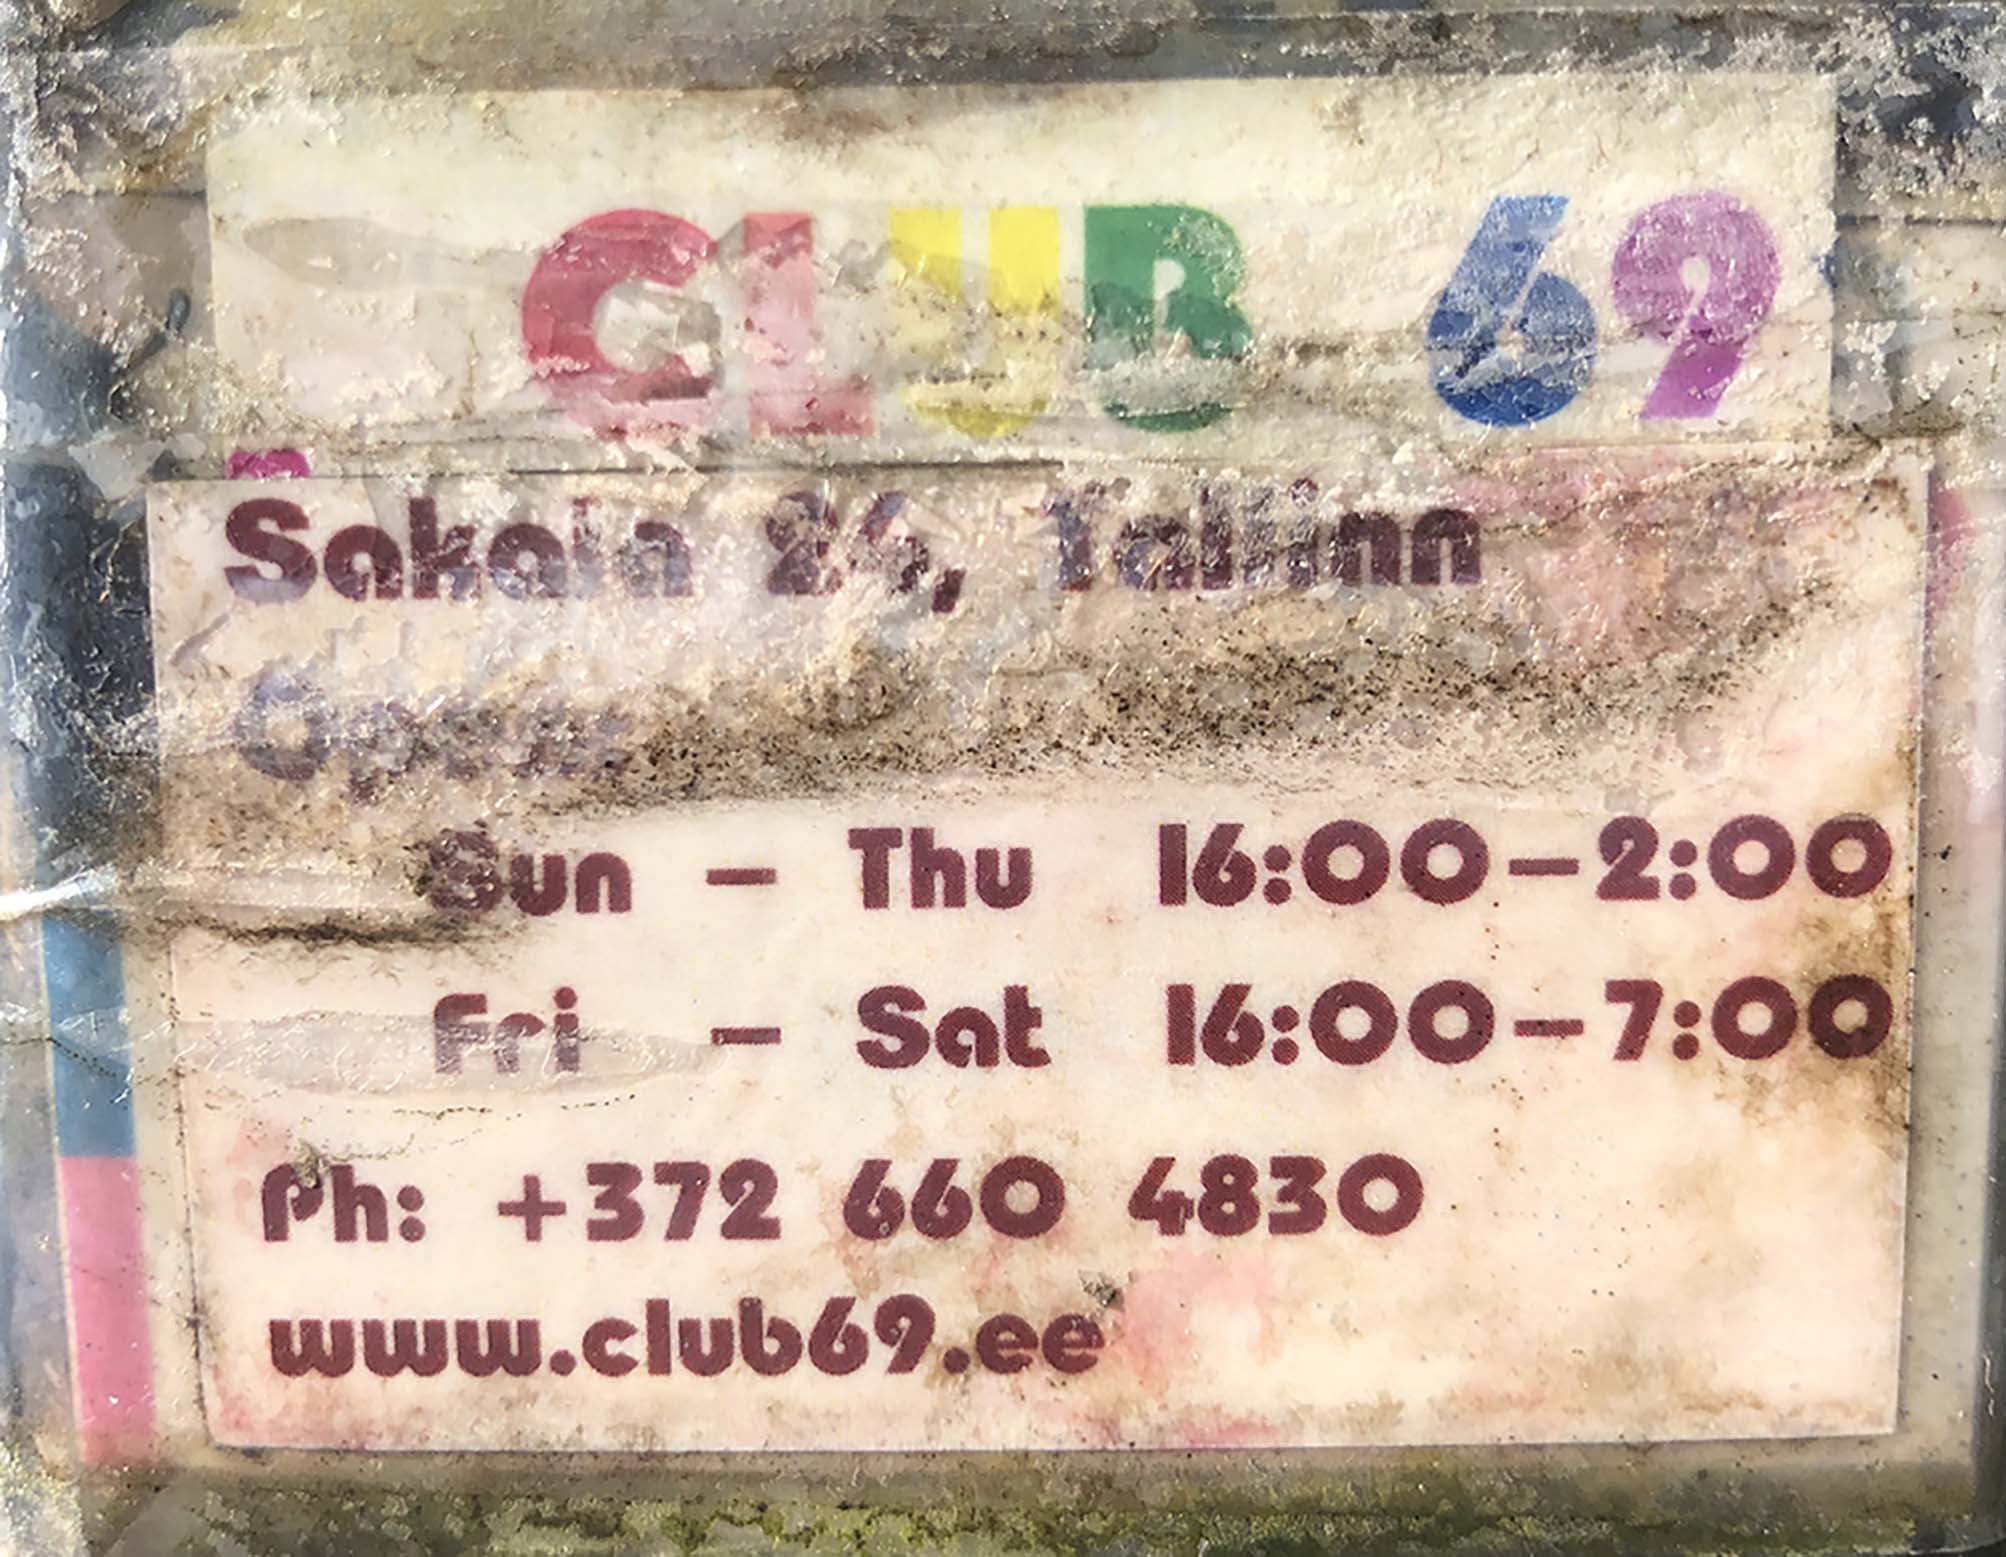 CLUB 69
Sakala 24, Tallinn
Open:
Sun – Thu 16:00–2:00
Fri – Sat 16:00–7:00
Ph: +372 660 4830
www.club69.ee